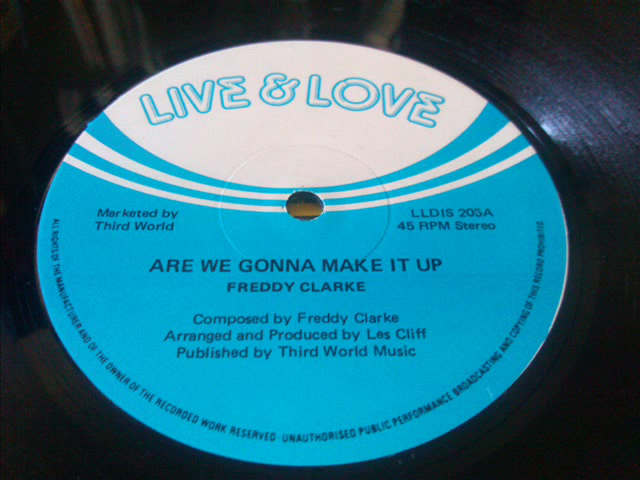 LIVE & LOVE
Marketed by
Third World
LLDIS 205A
45 RPM Stereo
ARE WE GONNA MAKE IT UP
FREDDY CLARKE
Composed by Freddy Clarke
Arranged and Produced by Les Cliff
Published by Third World Music
ALL RIGHTS OF THE MANUFACTURER AND OF THE OWNER OF THE RECORDED WORK RESERVED · UNAUTHORISED PUBLIC PERFORMANCE BROADCASTING AND COPYING OF THIS RECORD PROHIBITED.